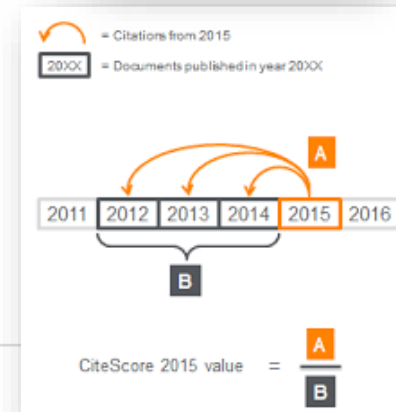 = Citations from 2015
20XX = Documents published in year 20XX
A
2011 2012 2013 2014 2015 2016
B
A
CiteScore 2015 value =
B